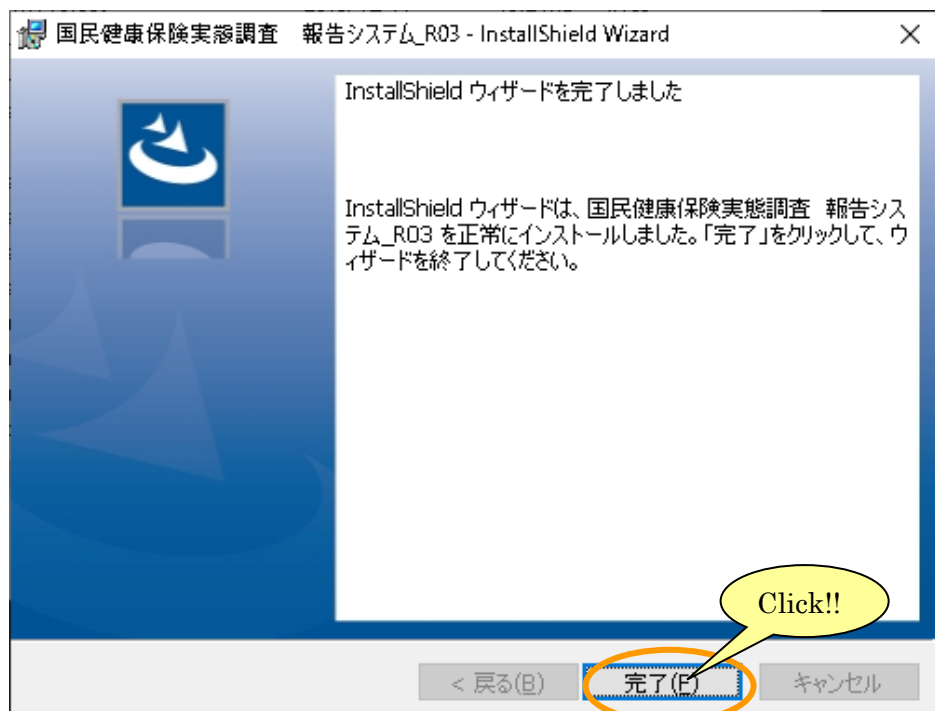 国民健康保険実態調査　報告システム_R03 - InstallShield Wizard
InstallShield ウィザードを完了しました
InstallShield ウィザードは、国民健康保険実態調査　報告シス
テム_R03 を正常にインストールしました。「完了」をクリックして、ウ
ィザードを終了してください。
Click!!
< 戻る(B)
完了(F)
キャンセル